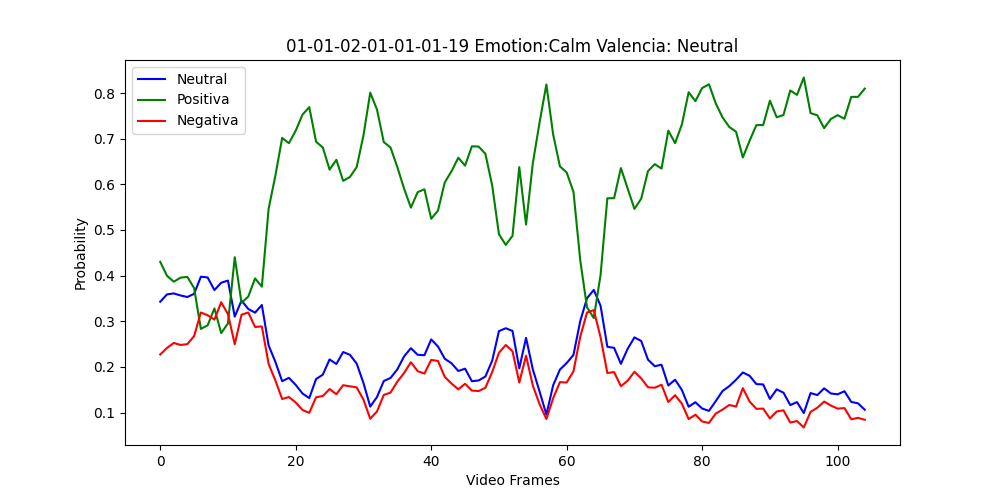 01-01-02-01-01-01-19 Emotion:Calm Valencia: Neutral
Neutral
Positiva
Negativa
Probability
0.8
0.7
0.6
0.5
0.4
0.3
0.2
0.1
0 20 40 60 80 100
Video Frames